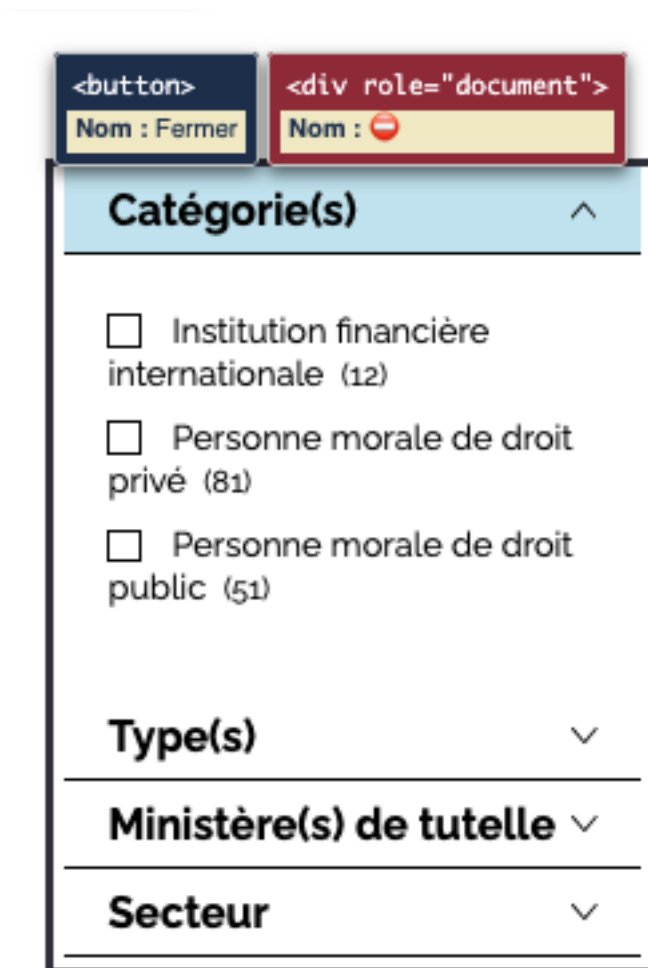 <button>
Nom : Fermer
<div role="document">
Nom : ⛔
Catégorie(s)
Institution financière
internationale (12)
Personne morale de droit
privé (81)
Personne morale de droit
public (51)
Type(s)
Ministère(s) de tutelle
Secteur